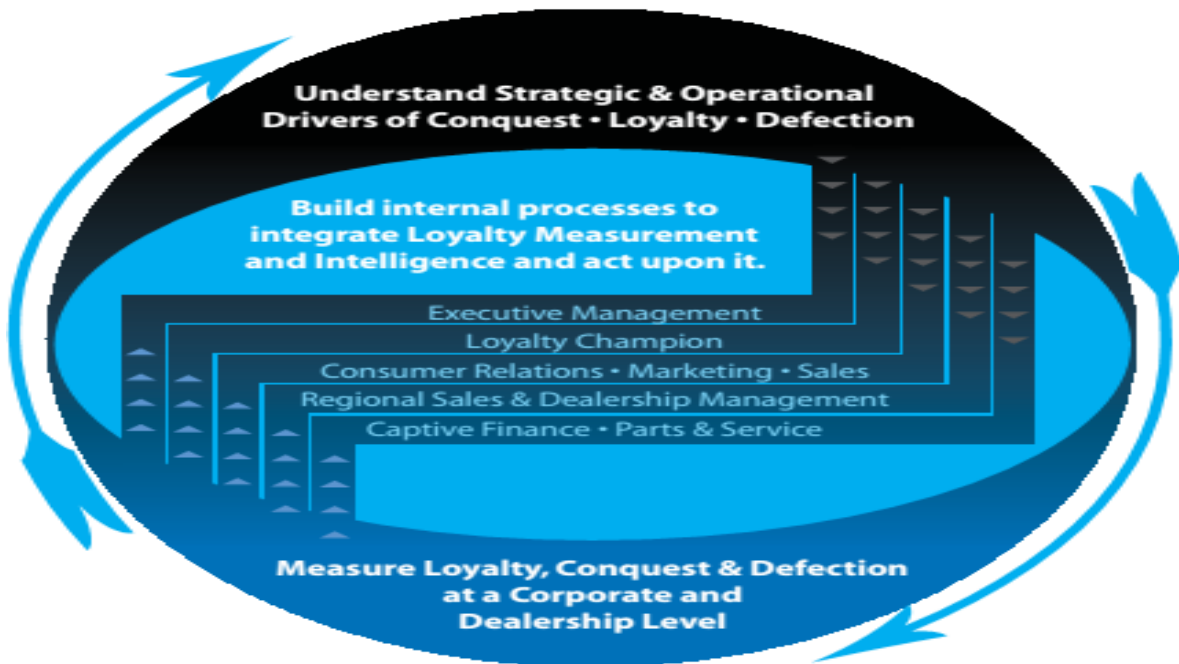 Understand Strategic & Operational
Drivers of Conquest • Loyalty • Defection
Build internal processes to
integrate Loyalty Measurement
and Intelligence and act upon it.
Executive Management
Loyalty Champion
Consumer Relations • Marketing • Sales
Regional Sales & Dealership Management
Captive Finance • Parts & Service
Measure Loyalty, Conquest & Defection
at a Corporate and
Dealership Level